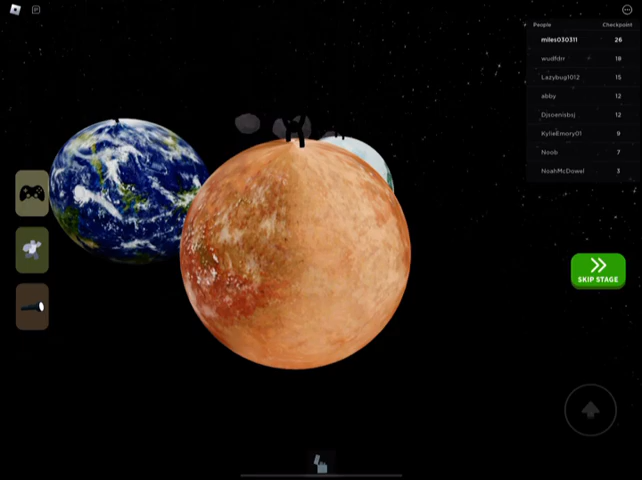 People Checkpoint
miles030311 26
wudfdrr 18
Lazybug1012 15
abby 12
Djsoenisbsj 12
KylieEmory01 9
Noob 7
NoahMcDowal 3
SKIP STAGE